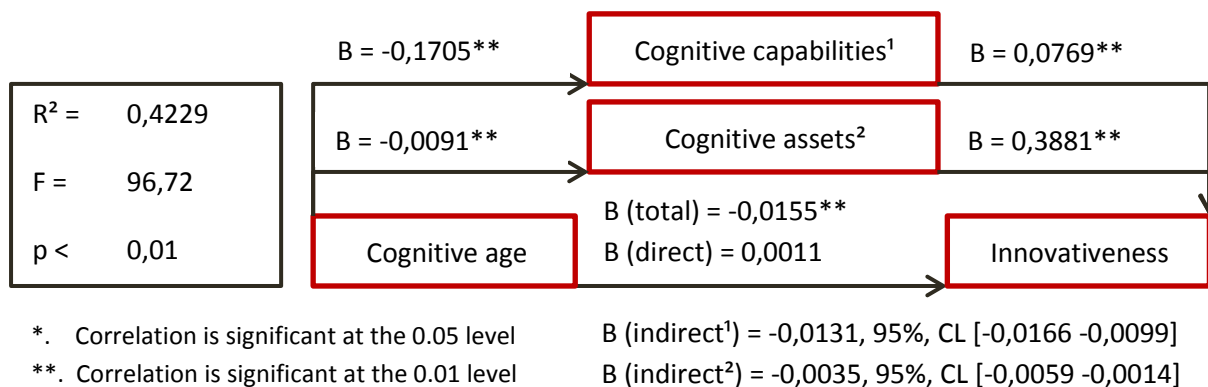 B = -0,1705** Cognitive capabilities¹ B = 0,0769**
R² = 0,4229
B = -0,0091** Cognitive assets² B = 0,3881**
F = 96,72
B (total) = -0,0155**
p < 0,01
Cognitive age B (direct) = 0,0011 Innovativeness
*. Correlation is significant at the 0.05 level B (indirect¹) = -0,0131, 95%, CL [-0,0166 -0,0099]
**. Correlation is significant at the 0.01 level B (indirect²) = -0,0035, 95%, CL [-0,0059 -0,0014]